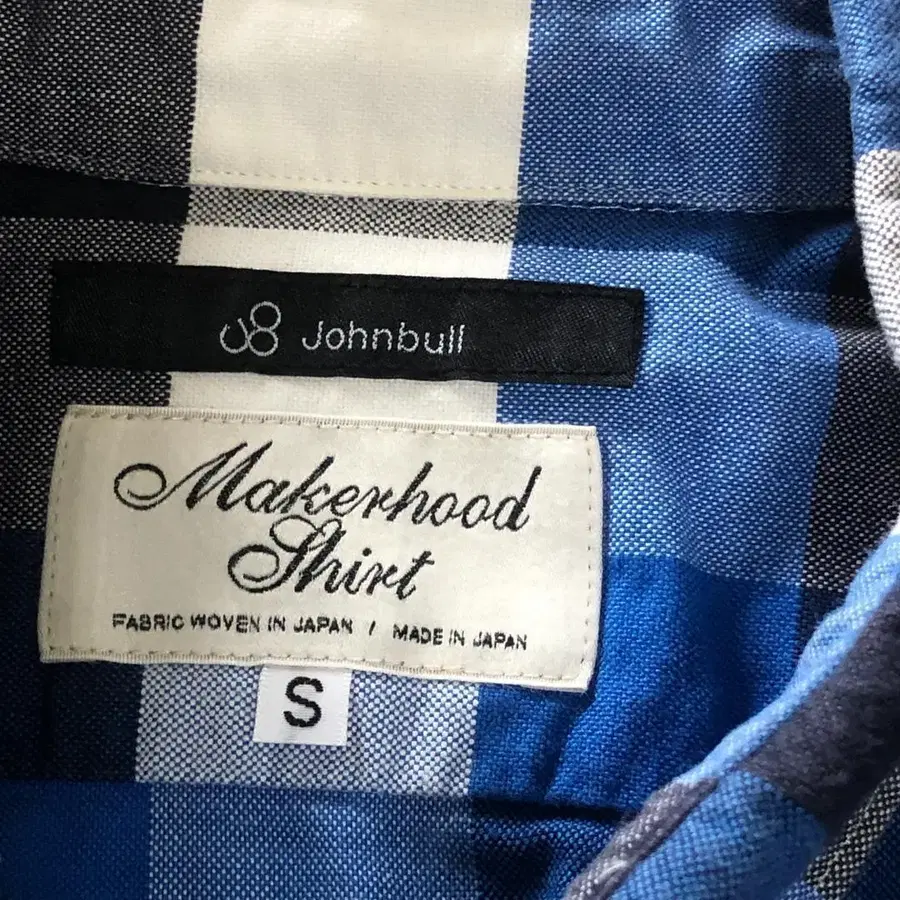 Johnbull
Makerhood
Shirt
FABRIC WOVEN IN JAPAN / MADE IN JAPAN
S